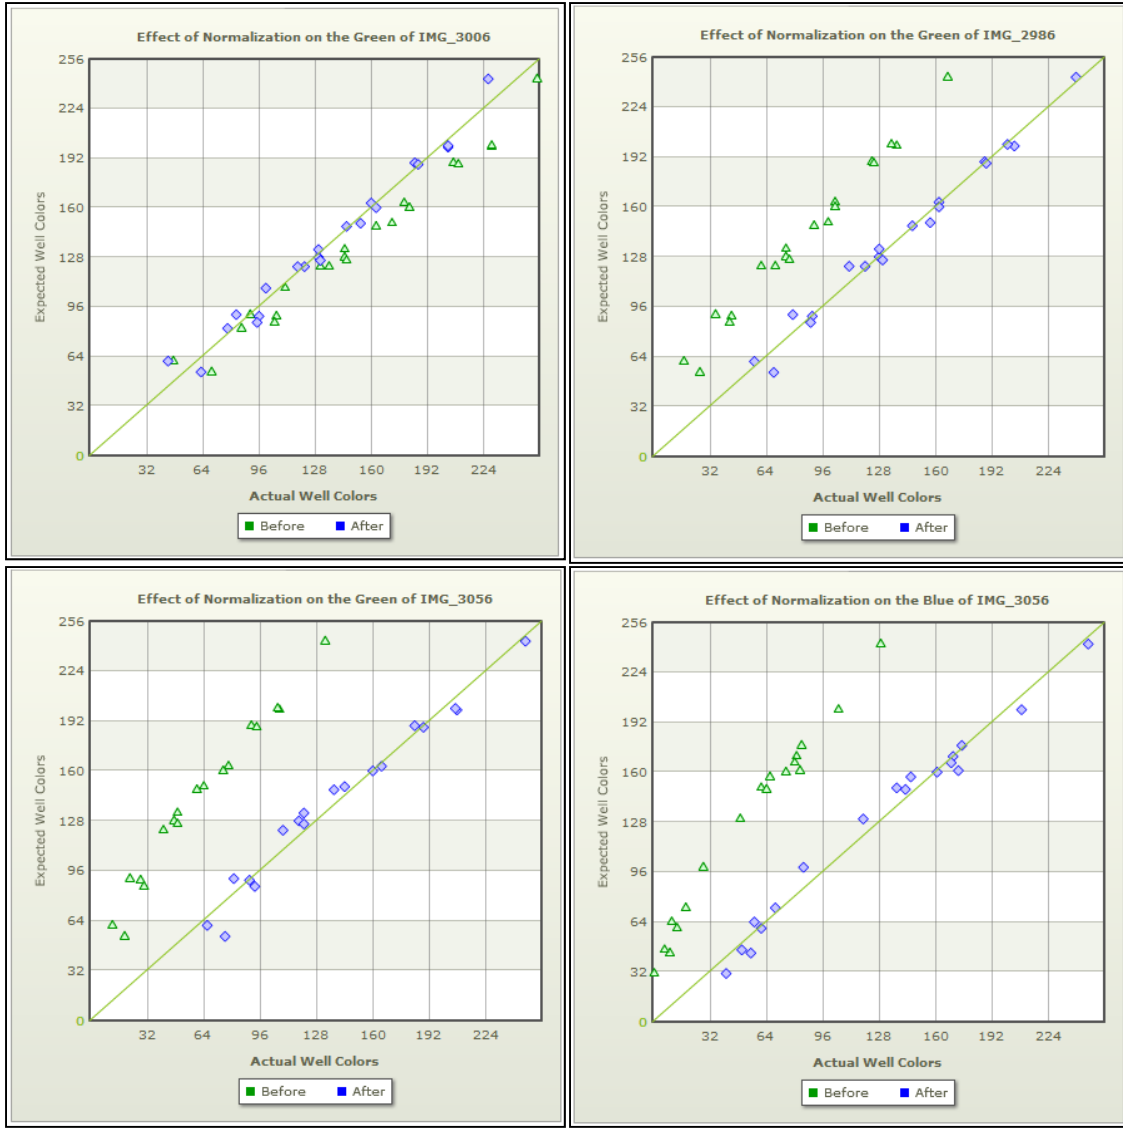 Effect of Normalization on the Green of IMG_3006
256
224
192
160
128
96
64
32
0
Expected Well Colors
32 64 96 128 160 192 224
Actual Well Colors
Before After
Effect of Normalization on the Green of IMG_2986
256
224
192
160
128
96
64
32
0
Expected Well Colors
32 64 96 128 160 192 224
Actual Well Colors
Before After
Effect of Normalization on the Green of IMG_3056
256
224
192
160
128
96
64
32
0
Expected Well Colors
32 64 96 128 160 192 224
Actual Well Colors
Before After
Effect of Normalization on the Blue of IMG_3056
256
224
192
160
128
96
64
32
0
Expected Well Colors
32 64 96 128 160 192 224
Actual Well Colors
Before After